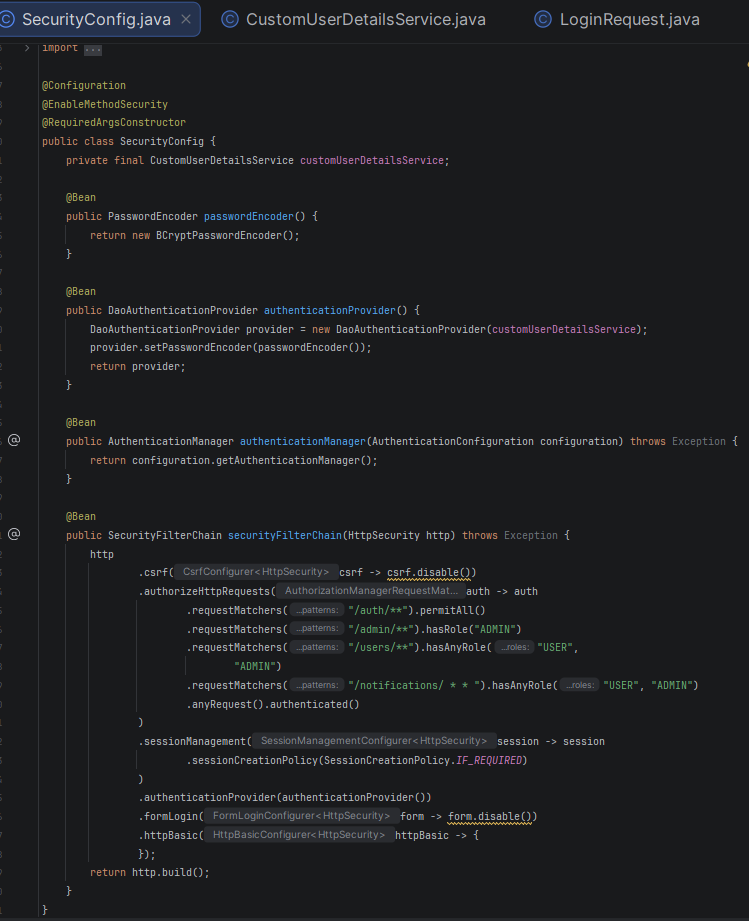 SecurityConfig.java
CustomUserDetailsService.java
LoginRequest.java
import ...
@Configuration
@EnableMethodSecurity
@RequiredArgsConstructor
public class SecurityConfig {
private final CustomUserDetailsService customUserDetailsService;
@Bean
public PasswordEncoder passwordEncoder() {
return new BCryptPasswordEncoder();
}
@Bean
public DaoAuthenticationProvider authenticationProvider() {
DaoAuthenticationProvider provider = new DaoAuthenticationProvider(customUserDetailsService);
provider.setPasswordEncoder(passwordEncoder());
return provider;
}
@Bean
public AuthenticationManager authenticationManager(AuthenticationConfiguration configuration) throws Exception {
return configuration.getAuthenticationManager();
}
@Bean
public SecurityFilterChain securityFilterChain(HttpSecurity http) throws Exception {
http
.csrf( CsrfConfigurer<HttpSecurity> csrf -> csrf.disable())
.authorizeHttpRequests( AuthorizationManagerRequestMat... auth -> auth
.requestMatchers( ...patterns: "/auth/**").permitAll()
.requestMatchers( ...patterns: "/admin/**").hasRole("ADMIN")
.requestMatchers( ...patterns: "/users/**").hasAnyRole( ...roles: "USER",
"ADMIN")
.requestMatchers( ...patterns: "/notifications/ * * ").hasAnyRole( ...roles: "USER", "ADMIN")
.anyRequest().authenticated()
)
.sessionManagement( SessionManagementConfigurer<HttpSecurity> session -> session
.sessionCreationPolicy(SessionCreationPolicy.IF_REQUIRED)
)
.authenticationProvider(authenticationProvider())
.formLogin( FormLoginConfigurer<HttpSecurity> form -> form.disable())
.httpBasic( HttpBasicConfigurer<HttpSecurity> httpBasic -> {
});
return http.build();
}
}